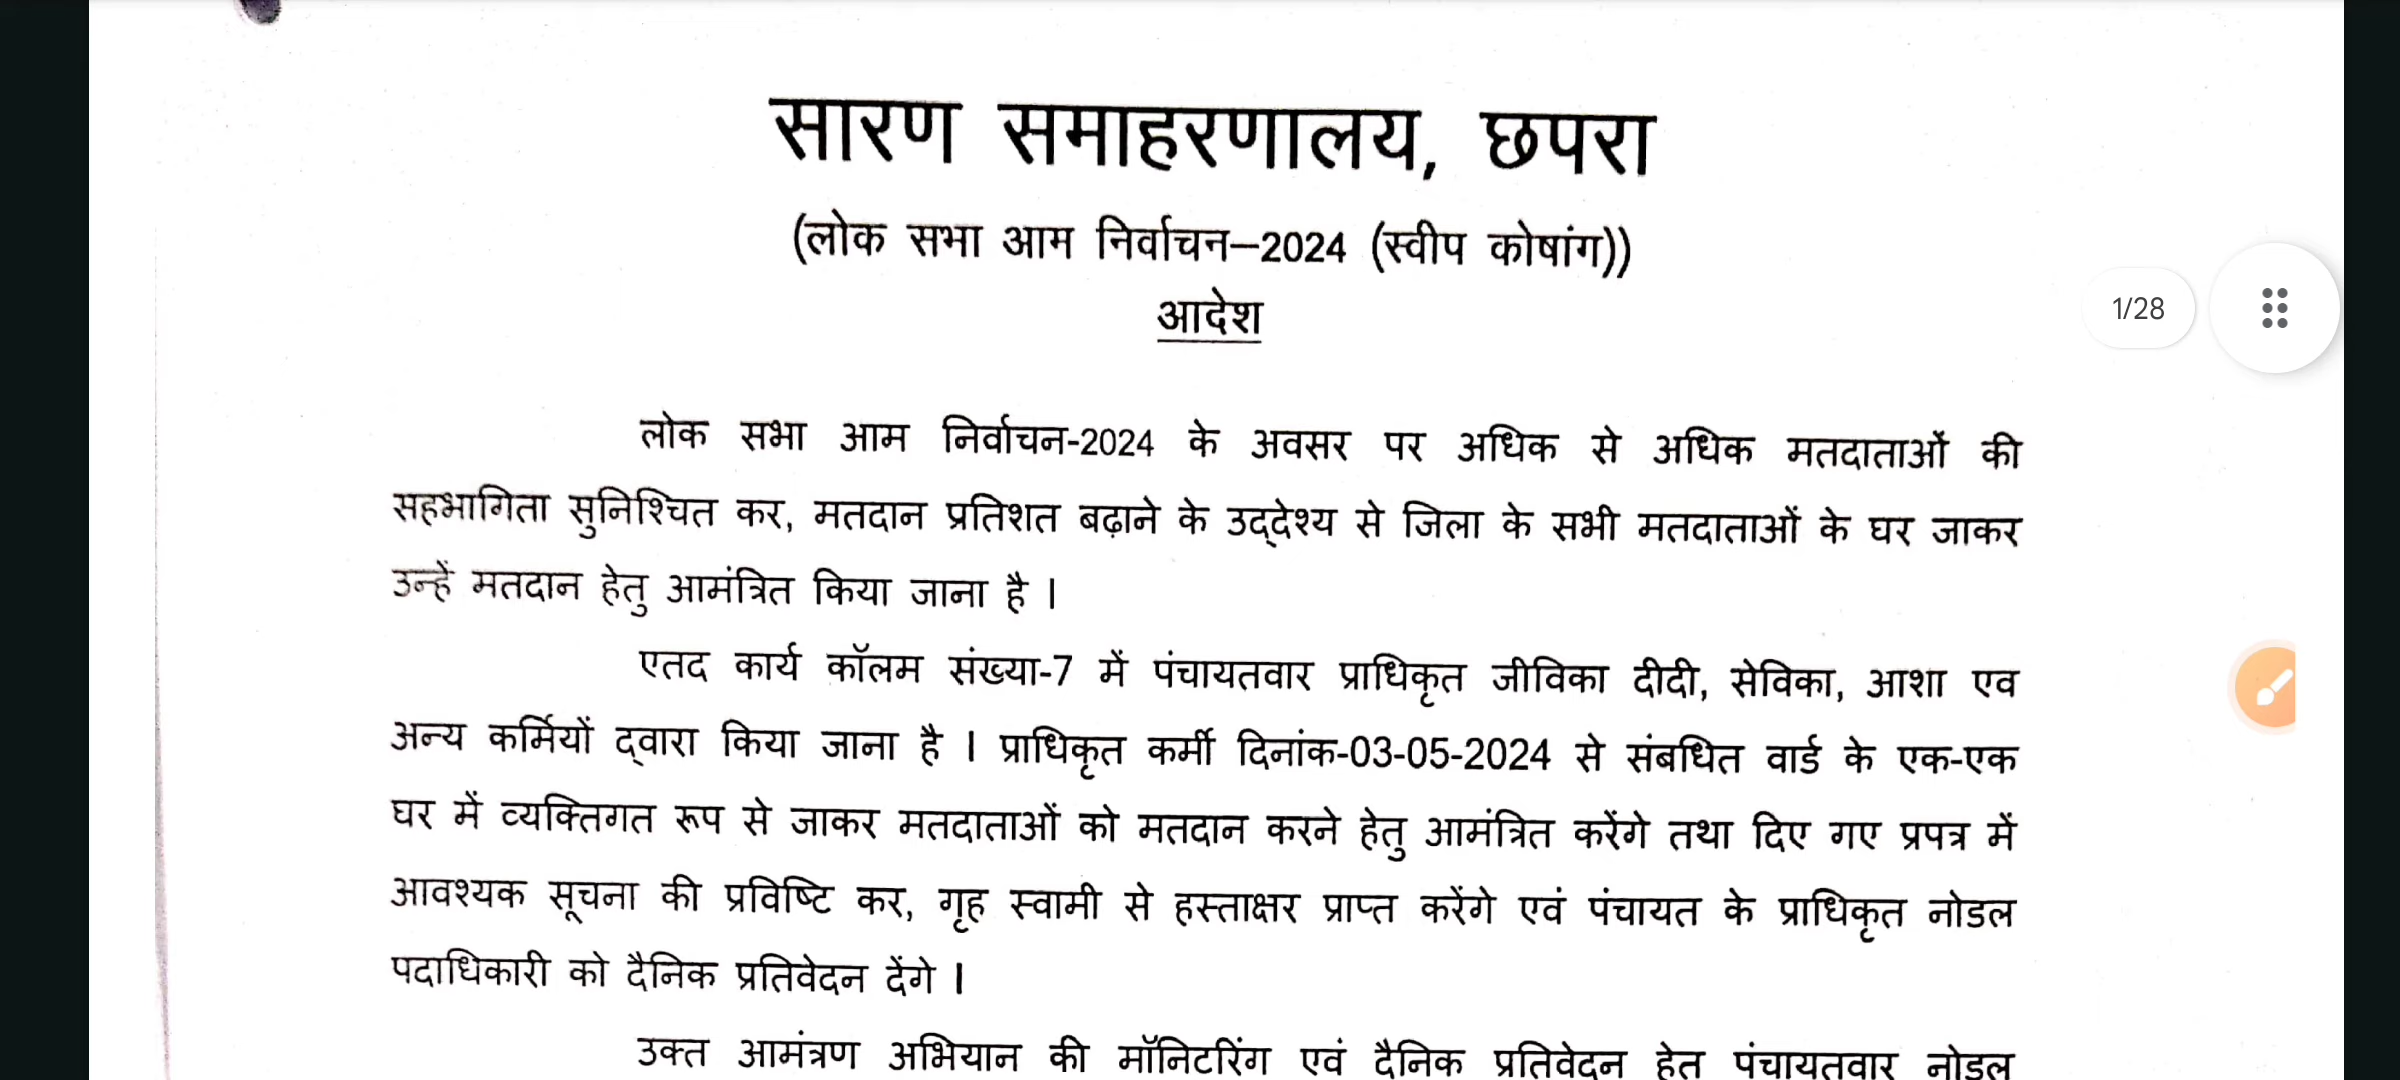 सारण समाहरणालय, छपरा
(लोक सभा आम निर्वाचन–2024 (स्वीप कोषांग))
आदेश
1/28
लोक सभा आम निर्वाचन-2024 के अवसर पर अधिक से अधिक मतदाताओं की
सहभागिता सुनिश्चित कर, मतदान प्रतिशत बढ़ाने के उद्देश्य से जिला के सभी मतदाताओं के घर जाकर
उन्हें मतदान हेतु आमंत्रित किया जाना है ।
एतद कार्य कॉलम संख्या-7 में पंचायतवार प्राधिकृत जीविका दीदी, सेविका, आशा एव
अन्य कर्मियों द्वारा किया जाना है । प्राधिकृत कर्मी दिनांक-03-05-2024 से संबधित वार्ड के एक-एक
घर में व्यक्तिगत रूप से जाकर मतदाताओं को मतदान करने हेतु आमंत्रित करेंगे तथा दिए गए प्रपत्र में
आवश्यक सूचना की प्रविष्टि कर, गृह स्वामी से हस्ताक्षर प्राप्त करेंगे एवं पंचायत के प्राधिकृत नोडल
पदाधिकारी को दैनिक प्रतिवेदन देंगे ।
उक्त आमंत्रण अभियान की मॉनिटरिंग एवं दैनिक प्रतिवेदन हेतु पंचायतवार नोडल